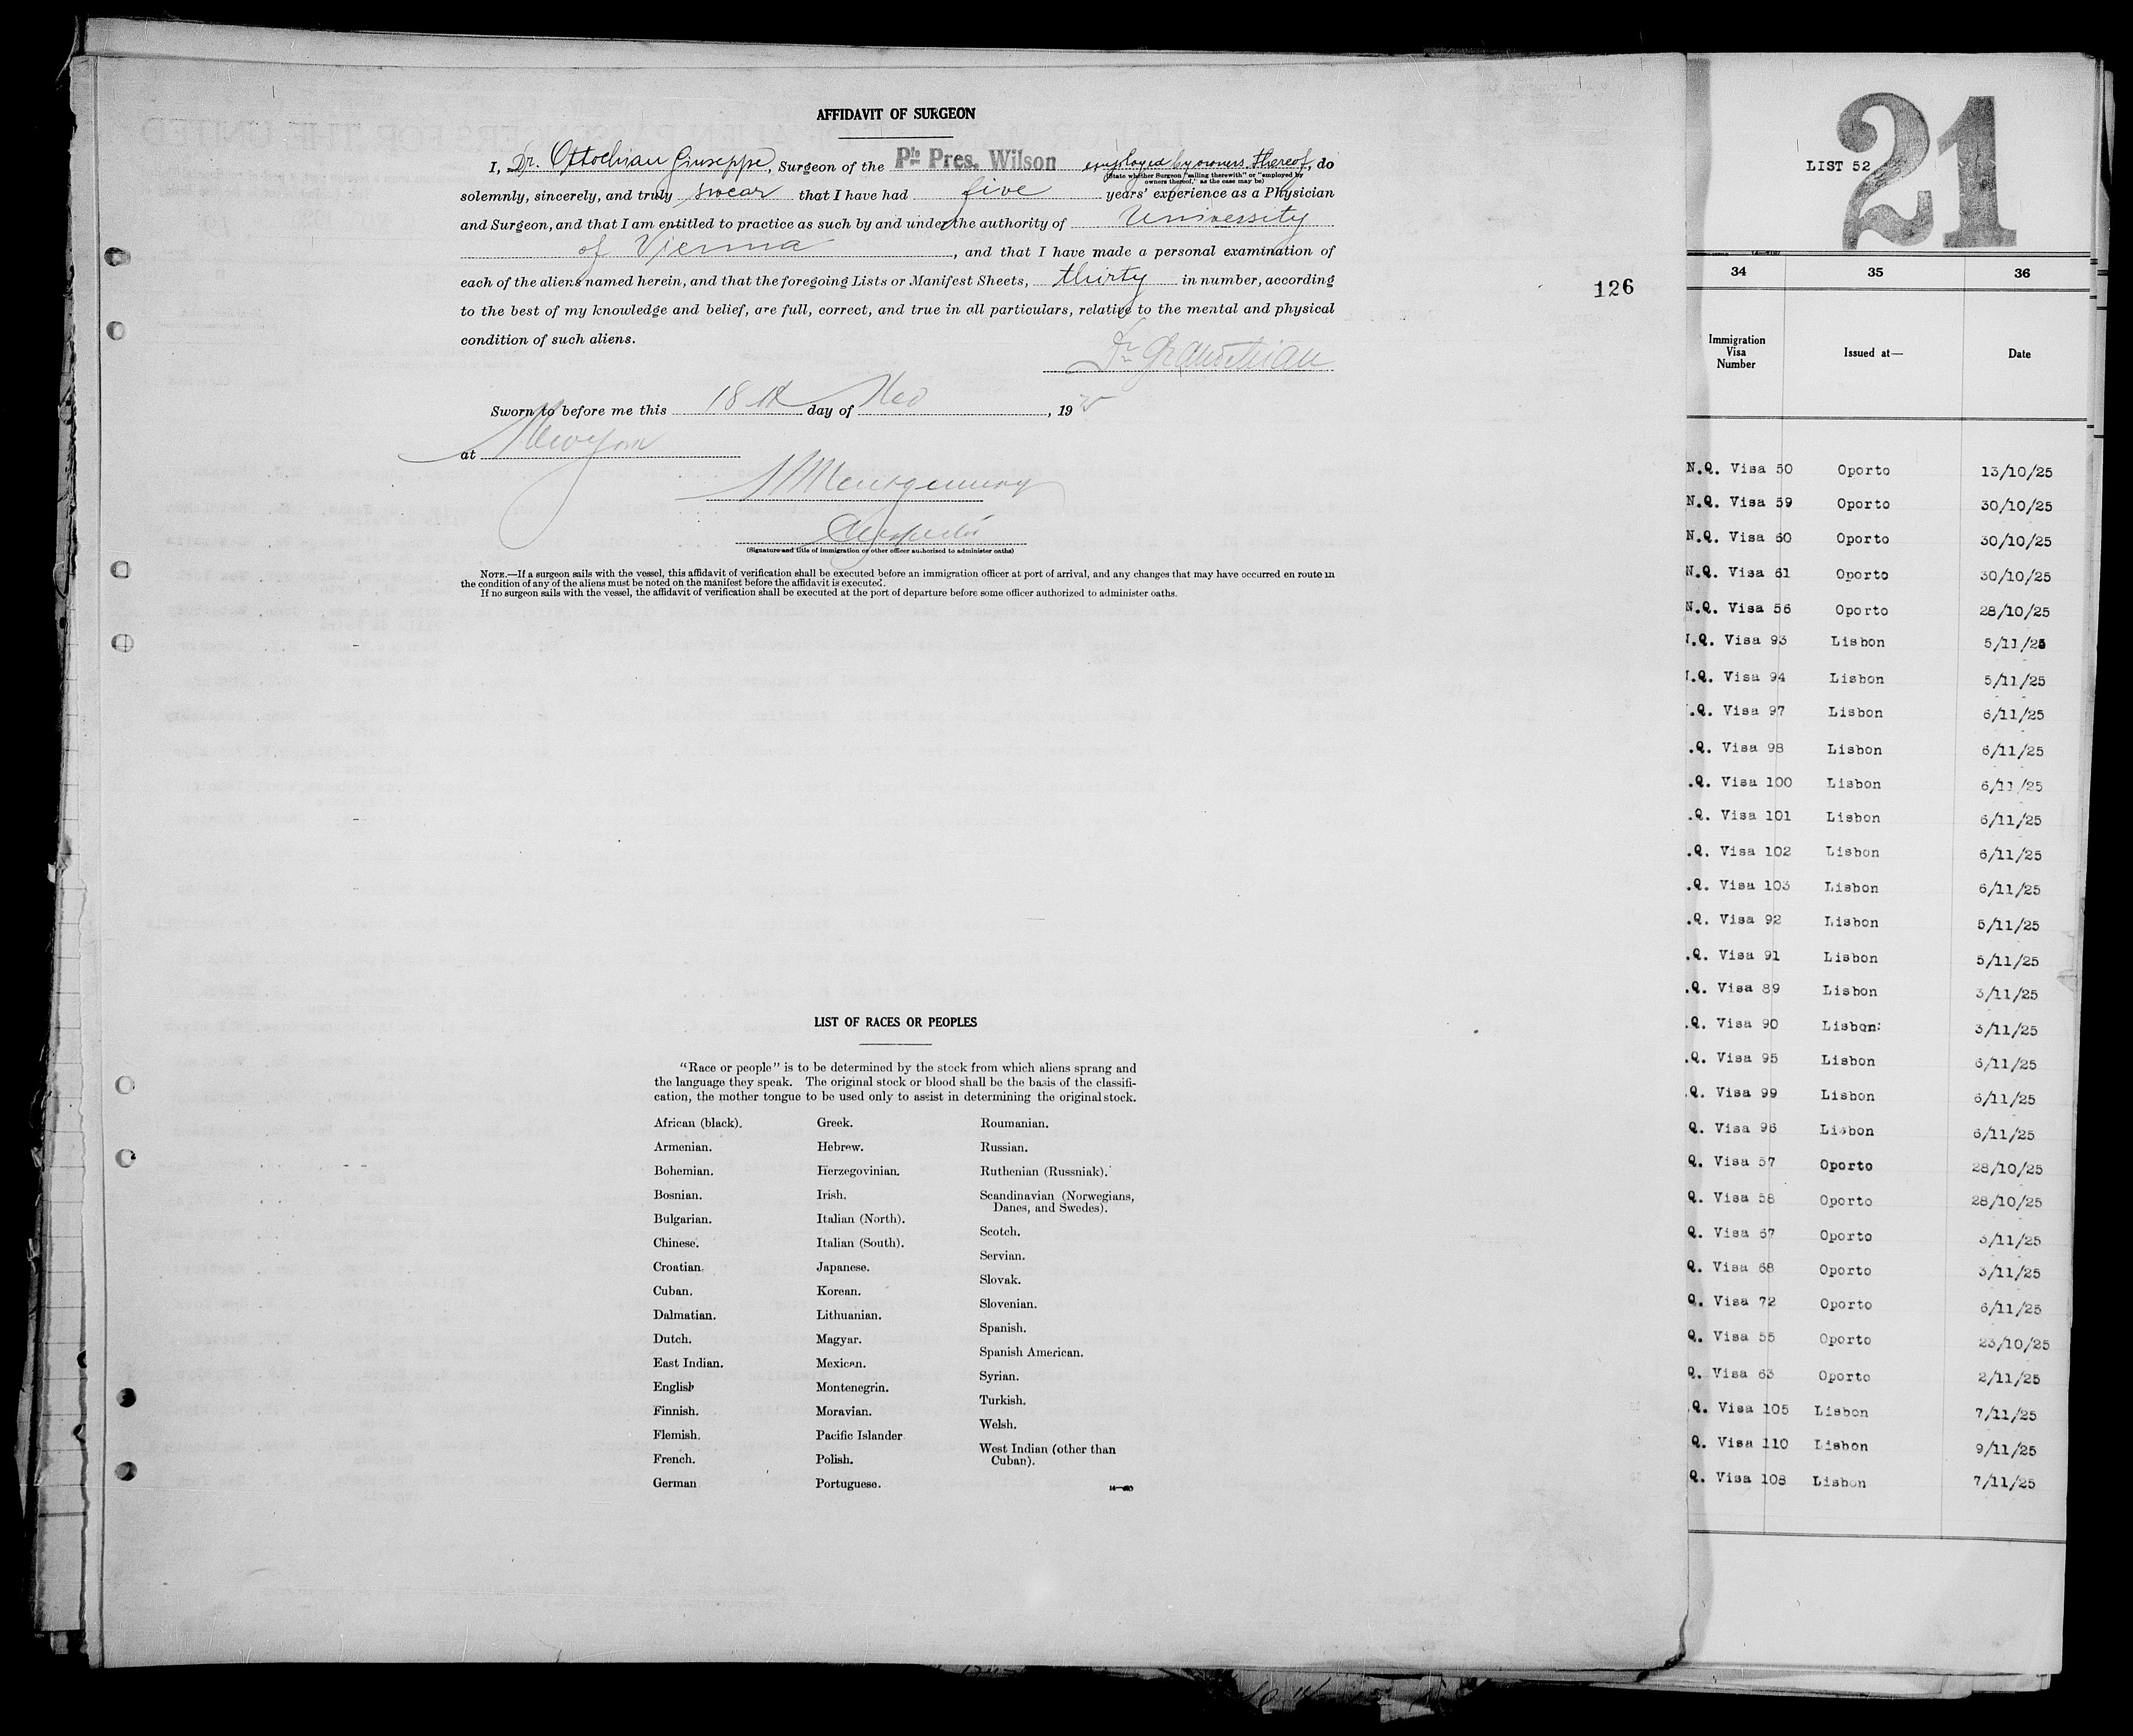 AFFIDAVIT OF SURGEON
I, Dr. Ottochian Giuseppe, Surgeon of the Pfo Pres. Wilson employed by owners thereof, do
(State whether Surgeon "sailing therewith" or "employed by
owners thereof," as the case may be)
solemnly, sincerely, and truly swear that I have had five years' experience as a Physician
and Surgeon, and that I am entitled to practice as such by and under the authority of University
of Vienna, and that I have made a personal examination of
each of the aliens named herein, and that the foregoing Lists or Manifest Sheets, thirty in number, according
to the best of my knowledge and belief, are full, correct, and true in all particulars, relative to the mental and physical
condition of such aliens.
Sworn to before me this 18th day of Nov, 1925
at New York
Montgomery
Inspector
(Signature and title of immigration or other officer authorized to administer oaths)
NOTE.—If a surgeon sails with the vessel, this affidavit of verification shall be executed before an immigration officer at port of arrival, and any changes that may have occurred en route in
the condition of any of the aliens must be noted on the manifest before the affidavit is executed.
If no surgeon sails with the vessel, the affidavit of verification shall be executed at the port of departure before some officer authorized to administer oaths.
126
LIST OF RACES OR PEOPLES
"Race or people" is to be determined by the stock from which aliens sprang and
the language they speak. The original stock or blood shall be the basis of the classifi-
cation, the mother tongue to be used only to assist in determining the original stock.
African (black).
Armenian.
Bohemian.
Bosnian.
Bulgarian.
Chinese.
Croatian.
Cuban.
Dalmatian.
Dutch.
East Indian.
English
Finnish.
Flemish.
French.
German
Greek.
Hebrew.
Herzegovinian.
Irish.
Italian (North).
Italian (South).
Japanese.
Korean.
Lithuanian.
Magyar.
Mexican.
Montenegrin.
Moravian.
Pacific Islander
Polish.
Portuguese.
Roumanian.
Russian.
Ruthenian (Russniak).
Scandinavian (Norwegians,
Danes, and Swedes).
Scotch.
Servian.
Slovak.
Slovenian.
Spanish.
Spanish American.
Syrian.
Turkish.
Welsh.
West Indian (other than
Cuban).
LIST 52
21
34 35 36
Immigration
Visa
Number
Issued at—
Date
N.Q. Visa 50 Oporto 13/10/25
N.Q. Visa 59 Oporto 30/10/25
N.Q. Visa 60 Oporto 30/10/25
N.Q. Visa 61 Oporto 30/10/25
N.Q. Visa 56 Oporto 28/10/25
.Q. Visa 93 Lisbon 5/11/25
.Q. Visa 94 Lisbon 5/11/25
.Q. Visa 97 Lisbon 6/11/25
.Q. Visa 98 Lisbon 6/11/25
.Q. Visa 100 Lisbon 6/11/25
.Q. Visa 101 Lisbon 6/11/25
.Q. Visa 102 Lisbon 6/11/25
.Q. Visa 103 Lisbon 6/11/25
.Q. Visa 92 Lisbon 5/11/25
.Q. Visa 91 Lisbon 5/11/25
.Q. Visa 89 Lisbon 3/11/25
.Q. Visa 90 Lisbon: 3/11/25
.Q. Visa 95 Lisbon 6/11/25
.Q. Visa 99 Lisbon 6/11/25
Q. Visa 96 Lisbon 6/11/25
Q. Visa 57 Oporto 28/10/25
Q. Visa 58 Oporto 28/10/25
Q. Visa 67 Oporto 3/11/25
Q. Visa 68 Oporto 3/11/25
Q. Visa 72 Oporto 6/11/25
Q. Visa 55 Oporto 23/10/25
Q. Visa 63 Oporto 2/11/25
Q. Visa 105 Lisbon 7/11/25
Q. Visa 110 Lisbon 9/11/25
Q. Visa 108 Lisbon 7/11/25